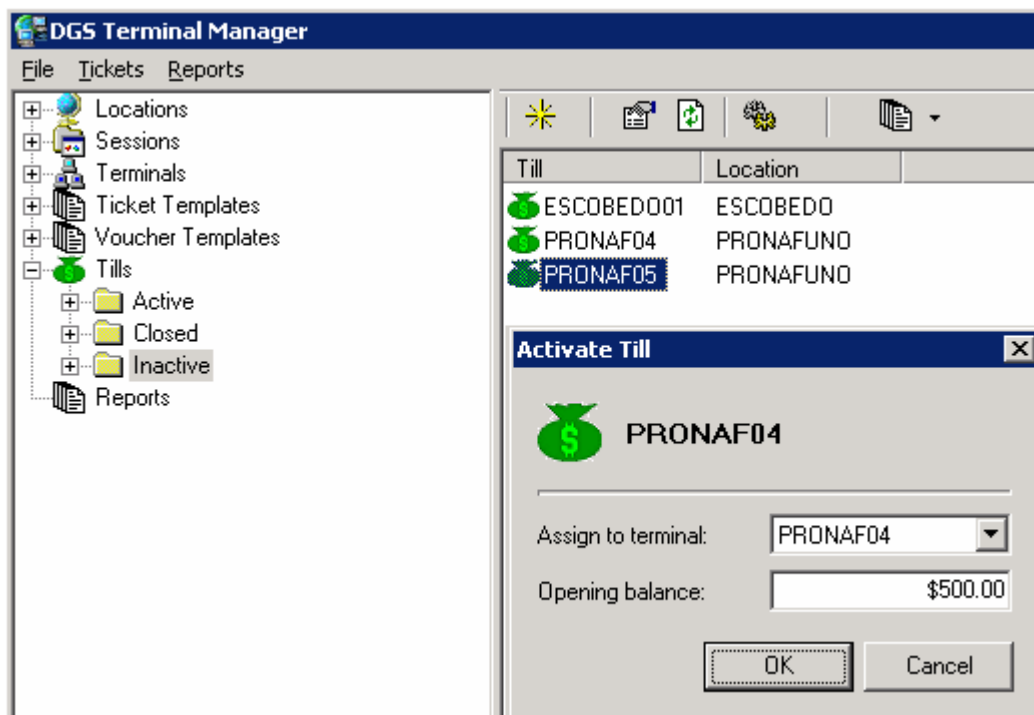 DGS Terminal Manager
File Tickets Reports
Locations
Sessions
Terminals
Ticket Templates
Voucher Templates
Tills
Active
Closed
Inactive
Reports
Till Location
ESCOBEDO01 ESCOBEDO
PRONAF04 PRONAFUNO
PRONAF05 PRONAFUNO
Activate Till
PRONAF04
Assign to terminal: PRONAF04
Opening balance: $500.00
OK Cancel